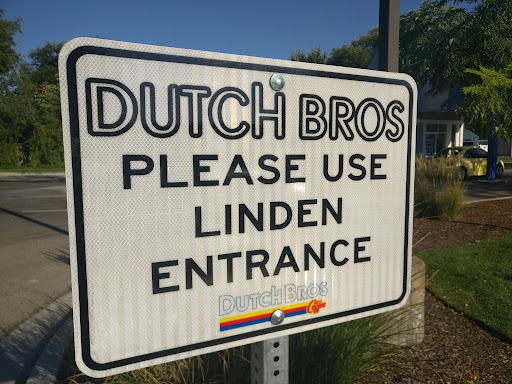 DUTCH BROS
PLEASE USE
LINDEN
ENTRANCE
DUTCH BROS
Coffee